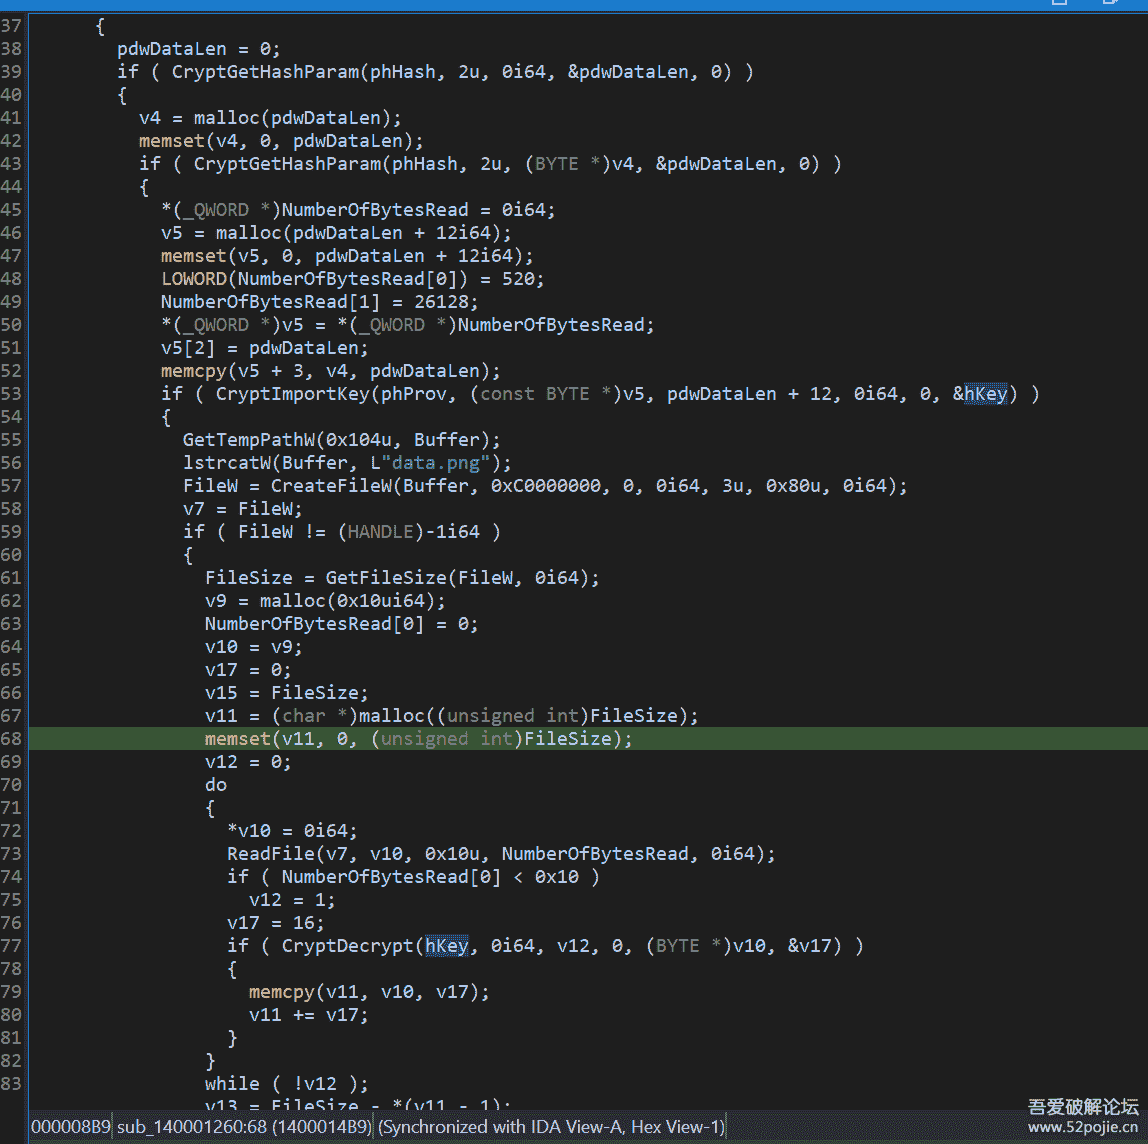 37 {
38 pdwDataLen = 0;
39 if ( CryptGetHashParam(phHash, 2u, 0i64, &pdwDataLen, 0) )
40 {
41 v4 = malloc(pdwDataLen);
42 memset(v4, 0, pdwDataLen);
43 if ( CryptGetHashParam(phHash, 2u, (BYTE *)v4, &pdwDataLen, 0) )
44 {
45 *(_QWORD *)NumberOfBytesRead = 0i64;
46 v5 = malloc(pdwDataLen + 12i64);
47 memset(v5, 0, pdwDataLen + 12i64);
48 LOWORD(NumberOfBytesRead[0]) = 520;
49 NumberOfBytesRead[1] = 26128;
50 *(_QWORD *)v5 = *(_QWORD *)NumberOfBytesRead;
51 v5[2] = pdwDataLen;
52 memcpy(v5 + 3, v4, pdwDataLen);
53 if ( CryptImportKey(phProv, (const BYTE *)v5, pdwDataLen + 12, 0i64, 0, &hKey) )
54 {
55 GetTempPathW(0x104u, Buffer);
56 lstrcatW(Buffer, L"data.png");
57 FileW = CreateFileW(Buffer, 0xC0000000, 0, 0i64, 3u, 0x80u, 0i64);
58 v7 = FileW;
59 if ( FileW != (HANDLE)-1i64 )
60 {
61 FileSize = GetFileSize(FileW, 0i64);
62 v9 = malloc(0x10ui64);
63 NumberOfBytesRead[0] = 0;
64 v10 = v9;
65 v17 = 0;
66 v15 = FileSize;
67 v11 = (char *)malloc((unsigned int)FileSize);
68 memset(v11, 0, (unsigned int)FileSize);
69 v12 = 0;
70 do
71 {
72 *v10 = 0i64;
73 ReadFile(v7, v10, 0x10u, NumberOfBytesRead, 0i64);
74 if ( NumberOfBytesRead[0] < 0x10 )
75 v12 = 1;
76 v17 = 16;
77 if ( CryptDecrypt(hKey, 0i64, v12, 0, (BYTE *)v10, &v17) )
78 {
79 memcpy(v11, v10, v17);
80 v11 += v17;
81 }
82 }
83 while ( !v12 );
v13 = FileSize - *(v11 - 1);
吾爱破解论坛
www.52pojie.cn
000008B9 sub_140001260:68 (1400014B9) (Synchronized with IDA View-A, Hex View-1)